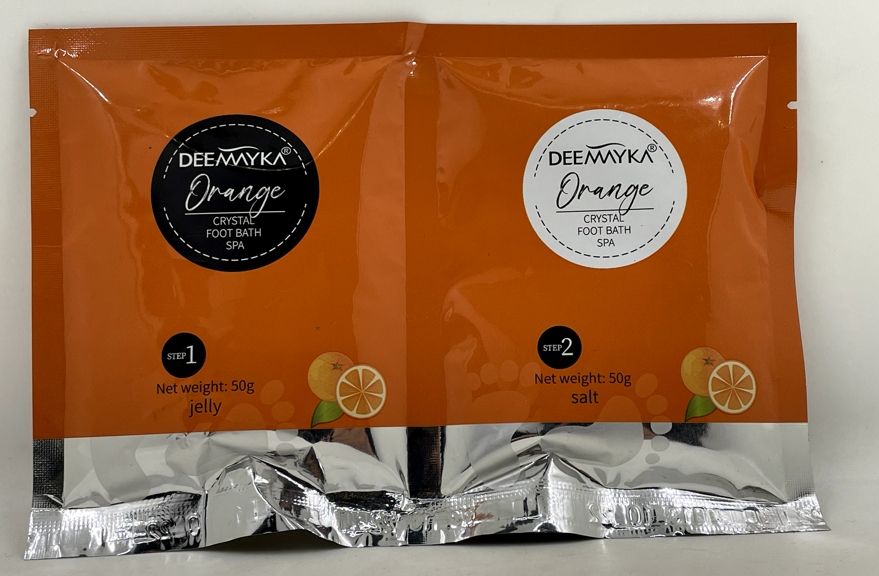 DEEMAYKA®
Orange
CRYSTAL
FOOT BATH
SPA
STEP 1
Net weight: 50g
jelly
DEEMAYKA®
Orange
CRYSTAL
FOOT BATH
SPA
STEP 2
Net weight: 50g
salt